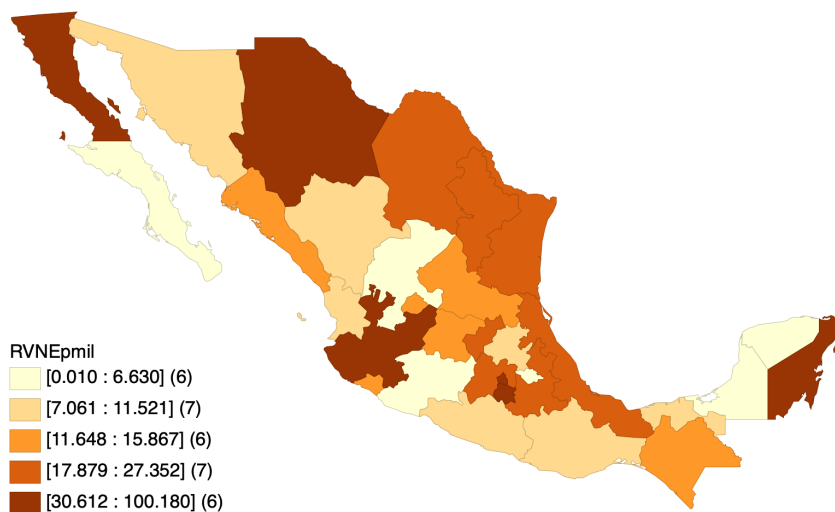 RVNEpmil
[0.010 : 6.630] (6)
[7.061 : 11.521] (7)
[11.648 : 15.867] (6)
[17.879 : 27.352] (7)
[30.612 : 100.180] (6)